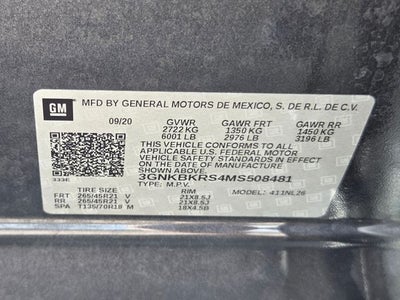 GM
MFD BY GENERAL MOTORS DE MEXICO, S. DE R.L. DE C.V.
09/20 GVWR GAWR FRT GAWR RR
2722 KG 1350 KG 1450 KG
6001 LB 2976 LB 3196 LB
THIS VEHICLE CONFORMS TO ALL APPLICABLE
U.S. FEDERAL MOTOR VEHICLE SAFETY
STANDARDS IN EFFECT ON THE DATE OF
MANUFACTURE SHOWN ABOVE.
3GNKBKRS4MS508481
TYPE: M.P.V. MODEL: 411NL26
333E TIRE SIZE RIM
FRT 265/45R21 V 21X8.5J
RR 265/45R21 V 21X8.5J
SPA T135/70R18 M 18X4.5B